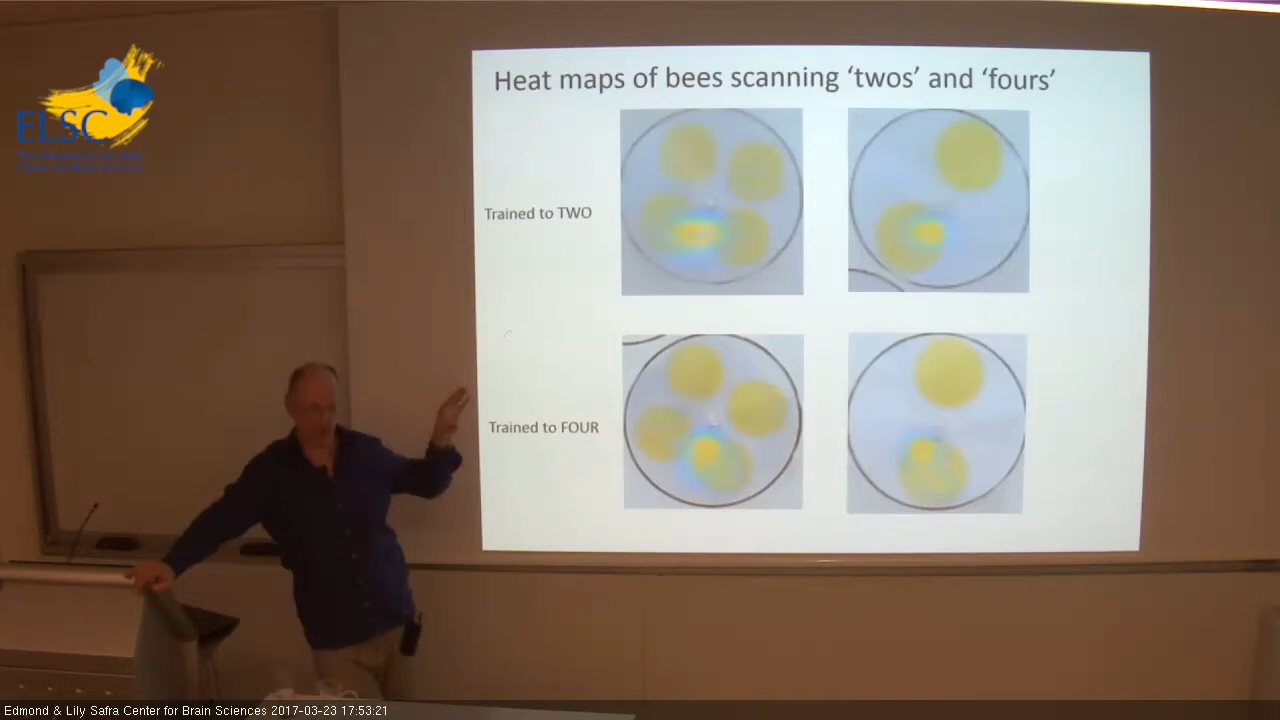 ELSC
The Edmond & Lily Safra
Center for Brain Sciences
Heat maps of bees scanning ‘twos’ and ‘fours’
Trained to TWO
Trained to FOUR
Edmond & Lily Safra Center for Brain Sciences 2017-03-23 17:53:21